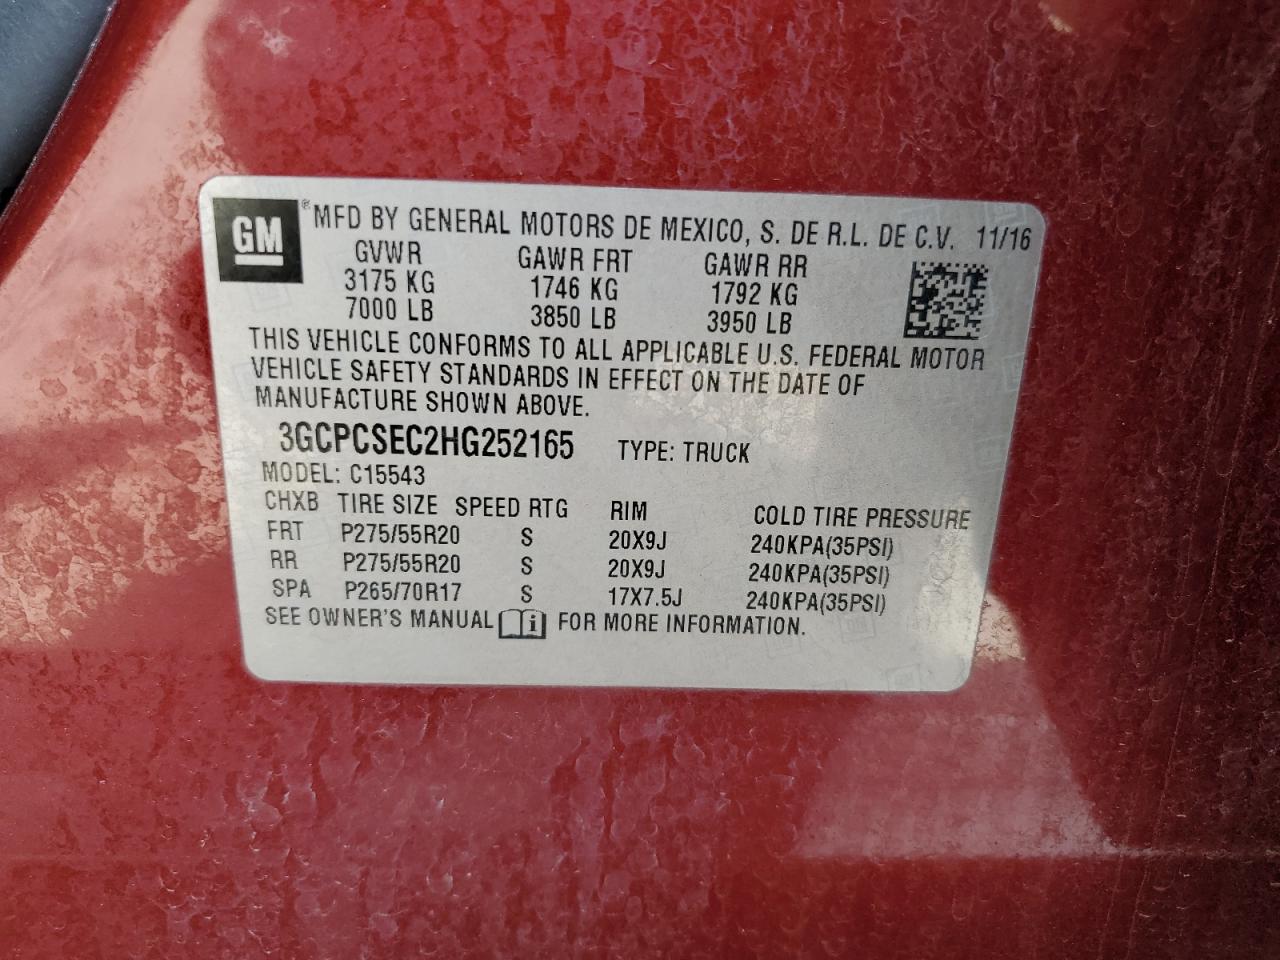 GM ® MFD BY GENERAL MOTORS DE MEXICO, S. DE R.L. DE C.V. 11/16
GVWR GAWR FRT GAWR RR
3175 KG 1746 KG 1792 KG
7000 LB 3850 LB 3950 LB
THIS VEHICLE CONFORMS TO ALL APPLICABLE U.S. FEDERAL MOTOR
VEHICLE SAFETY STANDARDS IN EFFECT ON THE DATE OF
MANUFACTURE SHOWN ABOVE.
3GCPCSEC2HG252165 TYPE: TRUCK
MODEL: C15543
CHXB TIRE SIZE SPEED RTG RIM COLD TIRE PRESSURE
FRT P275/55R20 S 20X9J 240KPA(35PSI)
RR P275/55R20 S 20X9J 240KPA(35PSI)
SPA P265/70R17 S 17X7.5J 240KPA(35PSI)
SEE OWNER'S MANUAL i FOR MORE INFORMATION.